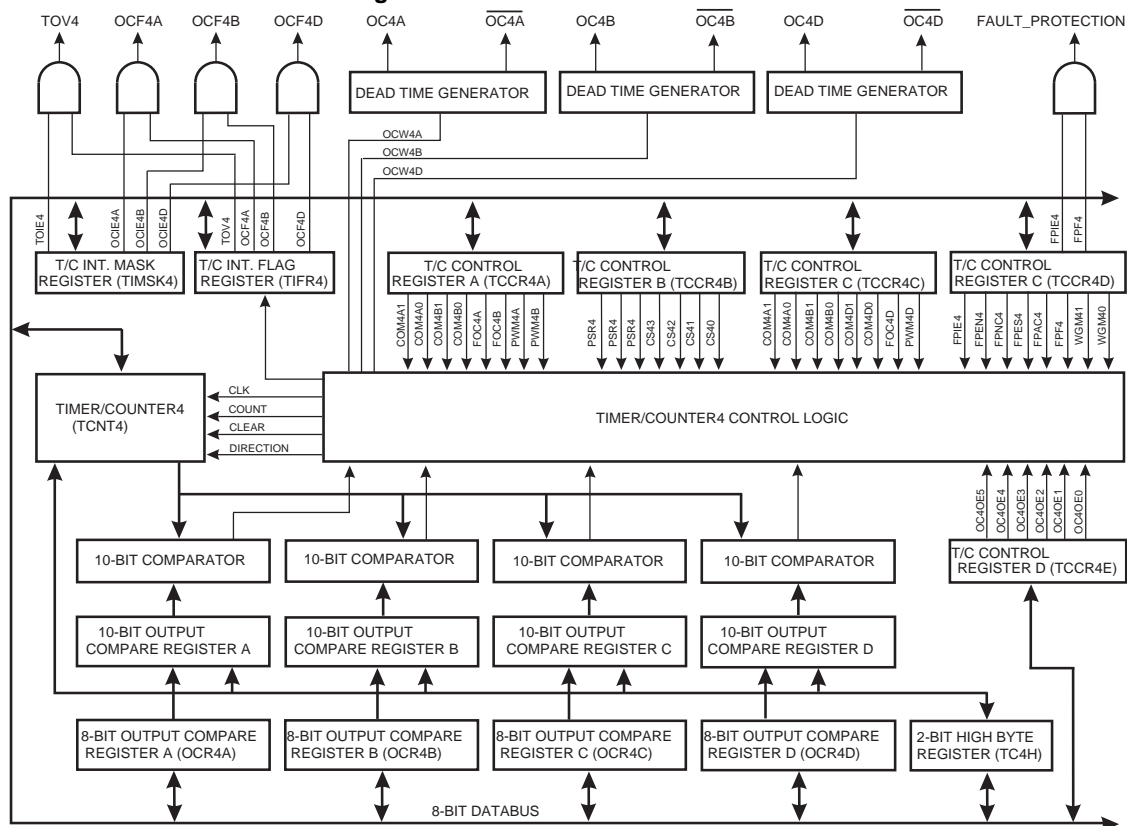 TOV4 OCF4A OCF4B OCF4D OC4A OC4A OC4B OC4B OC4D OC4D FAULT_PROTECTION
DEAD TIME GENERATOR DEAD TIME GENERATOR DEAD TIME GENERATOR
OCW4A
OCW4B
OCW4D
TOIE4 OCIE4A OCIE4B OCIE4D TOV4 OCF4A OCF4B OCF4D FPIE4 FPF4
T/C INT. MASK
REGISTER (TIMSK4)
T/C INT. FLAG
REGISTER (TIFR4)
T/C CONTROL
REGISTER A (TCCR4A)
T/C CONTROL
REGISTER B (TCCR4B)
T/C CONTROL
REGISTER C (TCCR4C)
T/C CONTROL
REGISTER C (TCCR4D)
COM4A1 COM4A0 COM4B1 COM4B0 FOC4A FOC4B PWM4A PWM4B
PSR4 PSR4 PSR4 CS43 CS42 CS41 CS40
COM4A1 COM4A0 COM4B1 COM4B0 COM4D1 COM4D0 FOC4D PWM4D
FPIE4 FPEN4 FPNC4 FPES4 FPAC4 FPF4 WGM41 WGM40
TIMER/COUNTER4
(TCNT4)
CLK
COUNT
CLEAR
DIRECTION
TIMER/COUNTER4 CONTROL LOGIC
OC4OE5 OC4OE4 OC4OE3 OC4OE2 OC4OE1 OC4OE0
10-BIT COMPARATOR 10-BIT COMPARATOR 10-BIT COMPARATOR 10-BIT COMPARATOR
T/C CONTROL
REGISTER D (TCCR4E)
10-BIT OUTPUT
COMPARE REGISTER A
10-BIT OUTPUT
COMPARE REGISTER B
10-BIT OUTPUT
COMPARE REGISTER C
10-BIT OUTPUT
COMPARE REGISTER D
8-BIT OUTPUT COMPARE
REGISTER A (OCR4A)
8-BIT OUTPUT COMPARE
REGISTER B (OCR4B)
8-BIT OUTPUT COMPARE
REGISTER C (OCR4C)
8-BIT OUTPUT COMPARE
REGISTER D (OCR4D)
2-BIT HIGH BYTE
REGISTER (TC4H)
8-BIT DATABUS